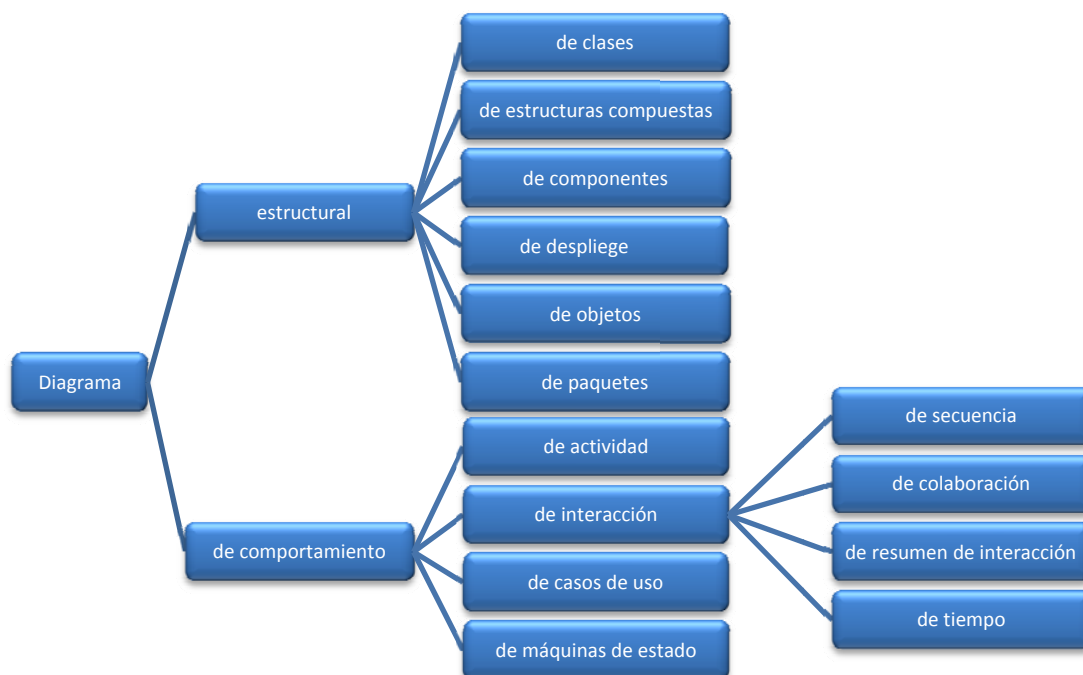 de clases
de estructuras compuestas
de componentes
estructural
de despliege
de objetos
Diagrama
de paquetes
de secuencia
de actividad
de colaboración
de interacción
de comportamiento
de resumen de interacción
de casos de uso
de tiempo
de máquinas de estado